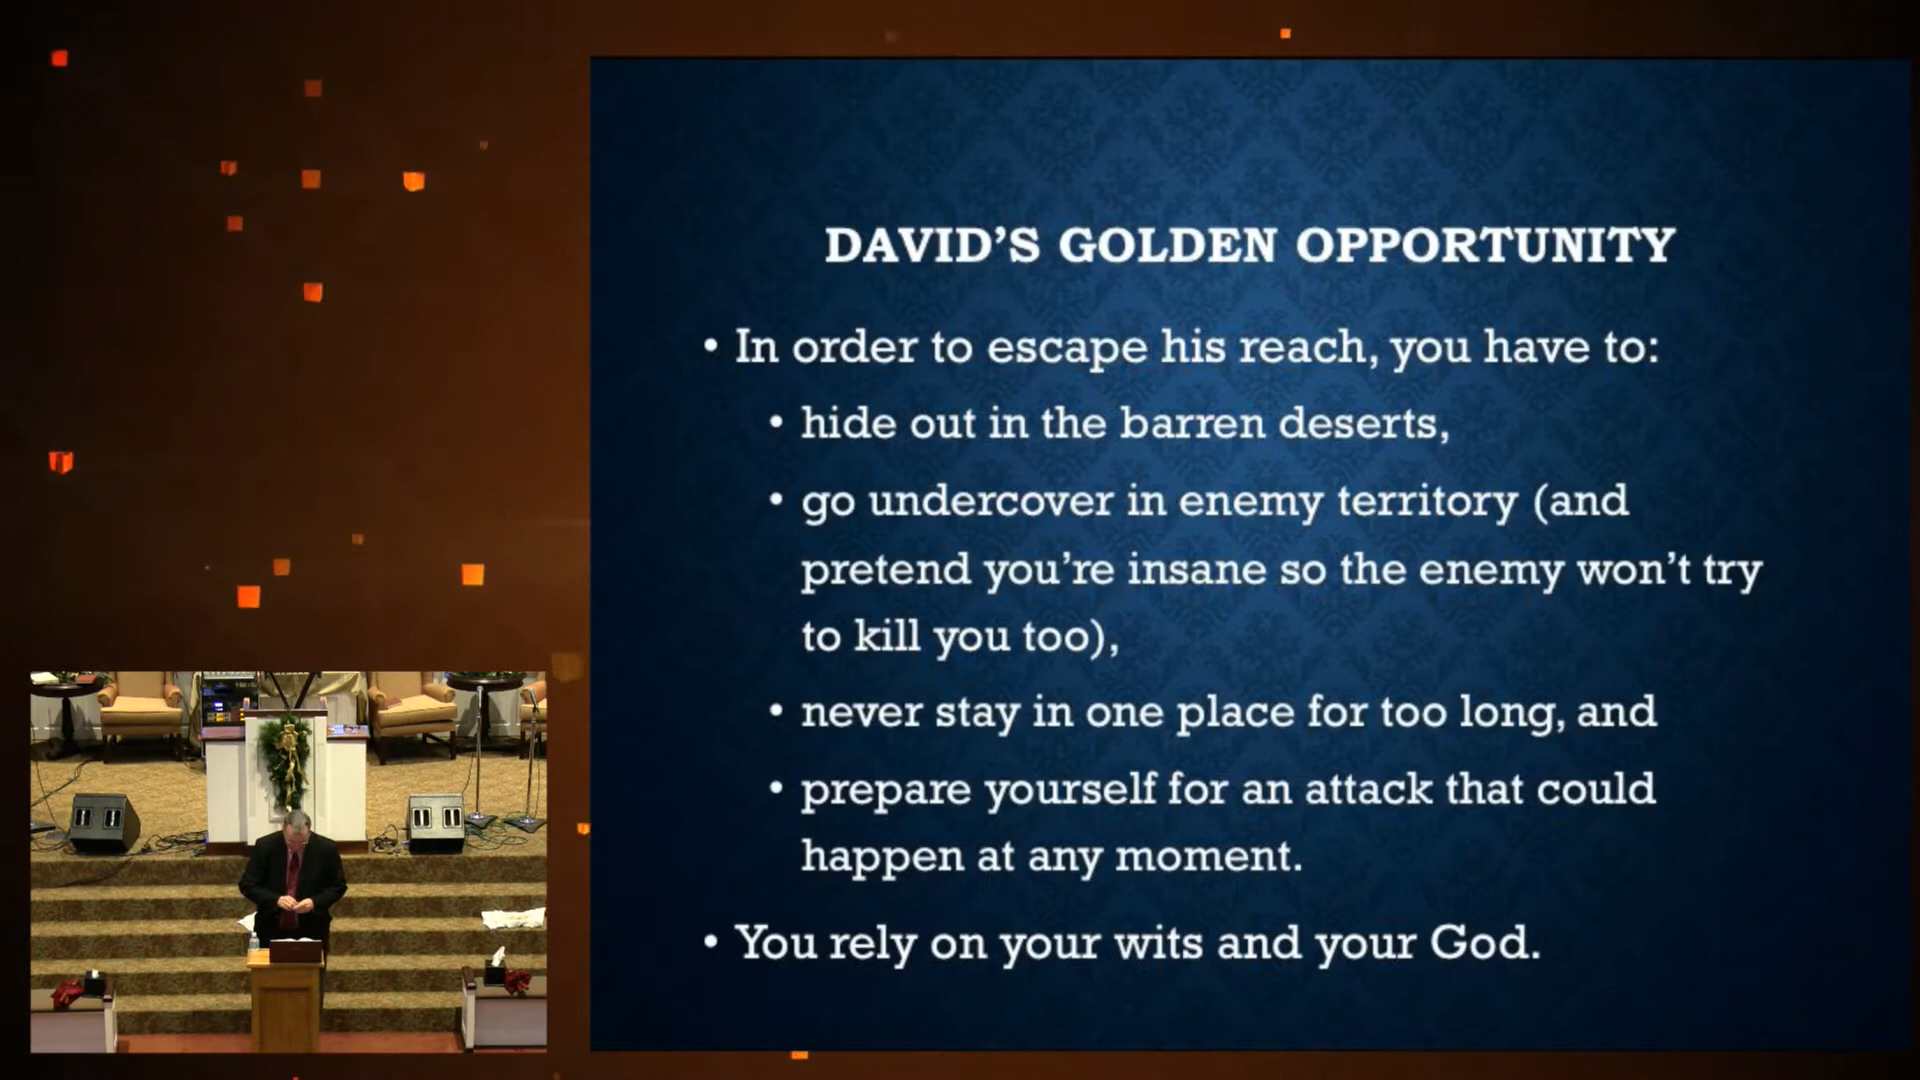 DAVID’S GOLDEN OPPORTUNITY
• In order to escape his reach, you have to:
• hide out in the barren deserts,
• go undercover in enemy territory (and
pretend you’re insane so the enemy won’t try
to kill you too),
• never stay in one place for too long, and
• prepare yourself for an attack that could
happen at any moment.
• You rely on your wits and your God.